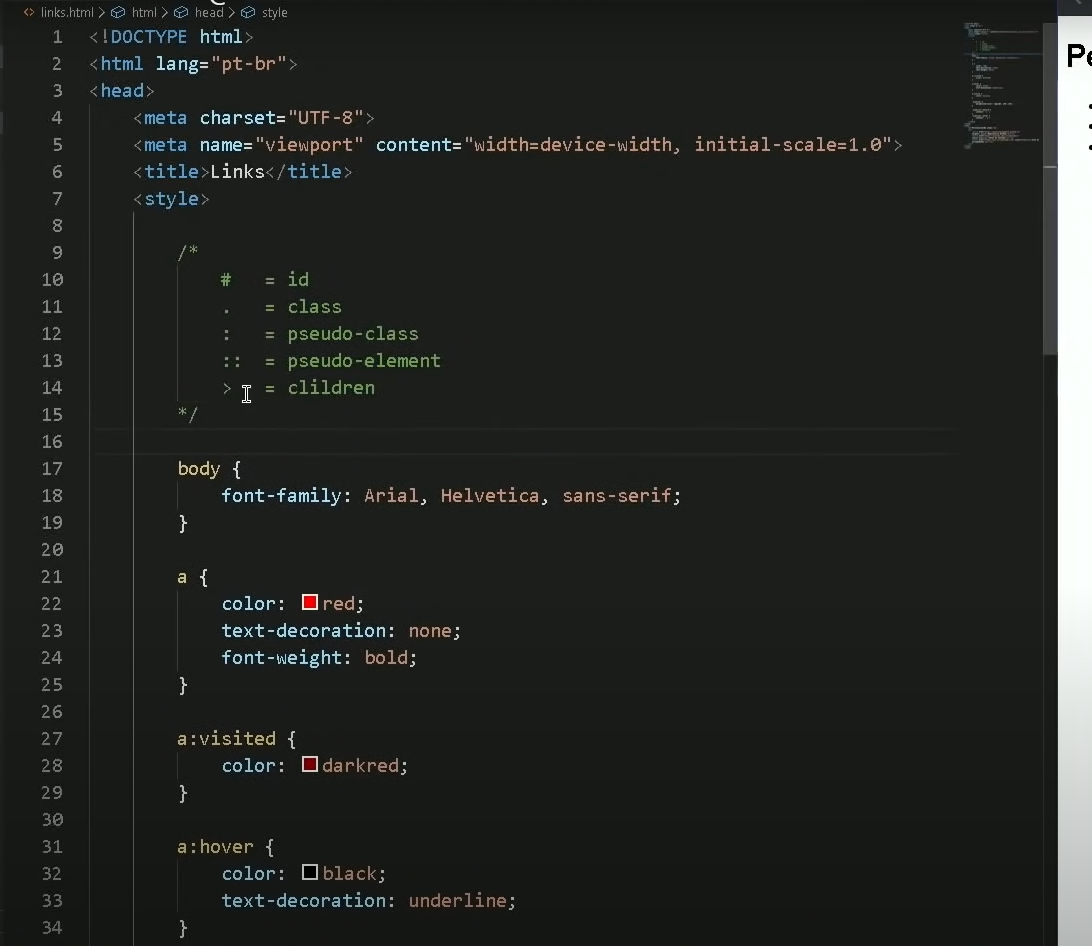 links.html > html > head > style
1 <!DOCTYPE html>
2 <html lang="pt-br">
3 <head>
4 <meta charset="UTF-8">
5 <meta name="viewport" content="width=device-width, initial-scale=1.0">
6 <title>Links</title>
7 <style>
8
9 /*
10 # = id
11 . = class
12 : = pseudo-class
13 :: = pseudo-element
14 > = clildren
15 */
16
17 body {
18 font-family: Arial, Helvetica, sans-serif;
19 }
20
21 a {
22 color: red;
23 text-decoration: none;
24 font-weight: bold;
25 }
26
27 a:visited {
28 color: darkred;
29 }
30
31 a:hover {
32 color: black;
33 text-decoration: underline;
34 }
Pe